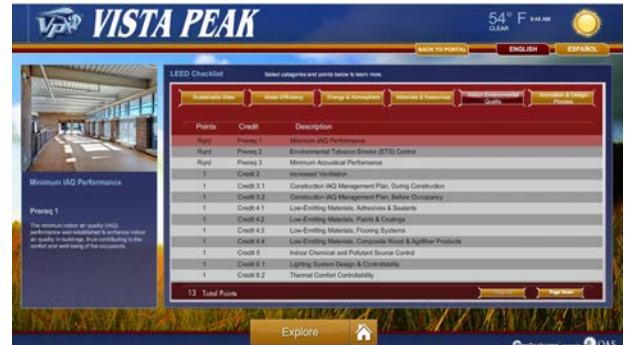 VP VISTA PEAK
54° F 9:46 AM
CLEAR
BACK TO PORTAL ENGLISH ESPAÑOL
LEED Checklist Select categories and points below to learn more.
Sustainable Sites Water Efficiency Energy & Atmosphere Materials & Resources Indoor Environmental Quality Innovation & Design Process
Points Credit Description
Rqrd Prereq 1 Minimum IAQ Performance
Rqrd Prereq 2 Environmental Tobacco Smoke (ETS) Control
Rqrd Prereq 3 Minimum Acoustical Performance
1 Credit 2 Increased Ventilation
1 Credit 3.1 Construction IAQ Management Plan, During Construction
1 Credit 3.2 Construction IAQ Management Plan, Before Occupancy
1 Credit 4.1 Low-Emitting Materials, Adhesives & Sealants
1 Credit 4.2 Low-Emitting Materials, Paints & Coatings
1 Credit 4.3 Low-Emitting Materials, Flooring Systems
1 Credit 4.4 Low-Emitting Materials, Composite Wood & Agrifiber Products
1 Credit 5 Indoor Chemical and Pollutant Source Control
1 Credit 6.1 Lighting System Design & Controllability
1 Credit 6.2 Thermal Comfort Controllability
13 Total Points Page Down
Minimum IAQ Performance
Prereq 1
The minimum indoor air quality (IAQ)
performance was established to enhance indoor
air quality in buildings, thus contributing to the
comfort and well-being of the occupants.
Explore
QAS